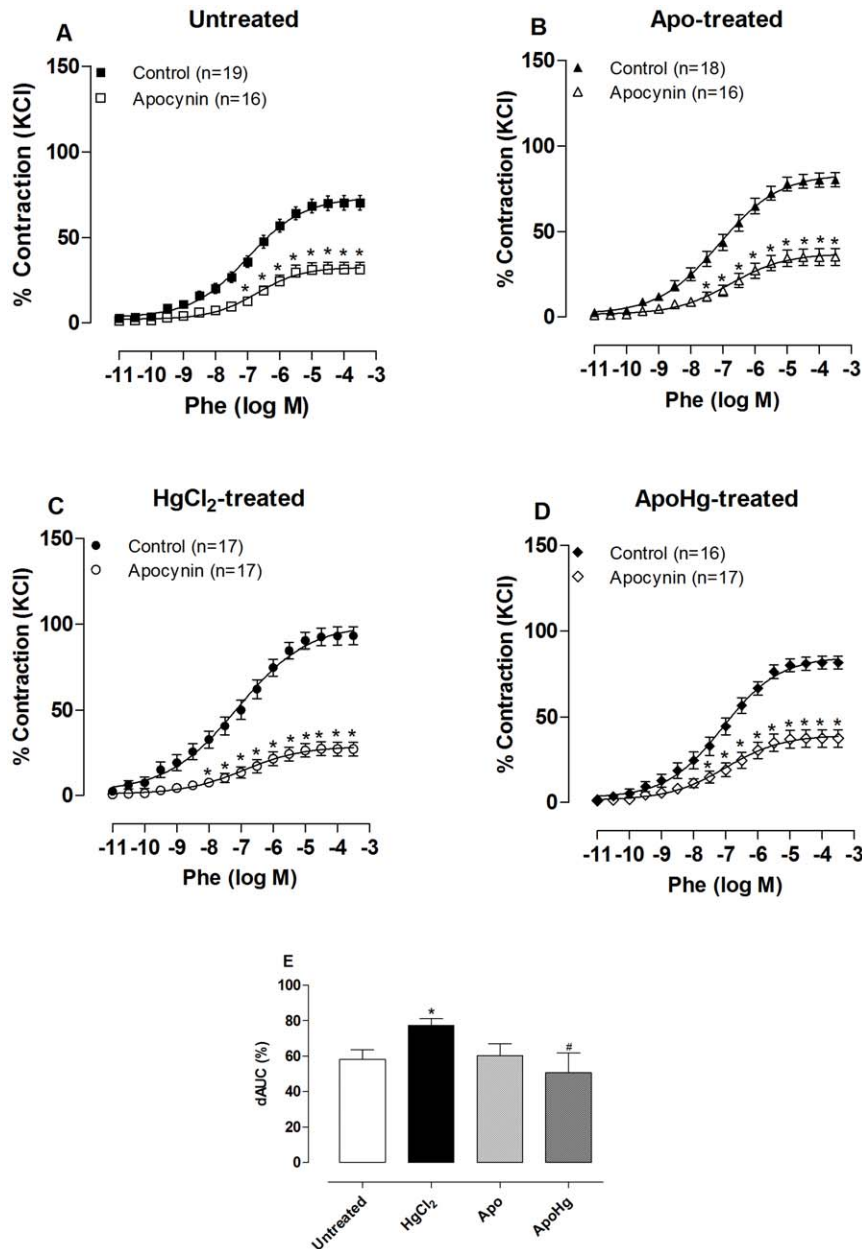 A
Untreated
150
100
50
0
% Contraction (KCl)
Control (n=19)
Apocynin (n=16)
* * * * * * * *
-11 -10 -9 -8 -7 -6 -5 -4 -3
Phe (log M)
B
Apo-treated
150
100
50
0
% Contraction (KCl)
Control (n=18)
Apocynin (n=16)
* * * * * * * * *
-11 -10 -9 -8 -7 -6 -5 -4 -3
Phe (log M)
C
HgCl₂-treated
150
100
50
0
% Contraction (KCl)
Control (n=17)
Apocynin (n=17)
* * * * * * * * * *
-11 -10 -9 -8 -7 -6 -5 -4 -3
Phe (log M)
D
ApoHg-treated
150
100
50
0
% Contraction (KCl)
Control (n=16)
Apocynin (n=17)
* * * * * * * * *
-11 -10 -9 -8 -7 -6 -5 -4 -3
Phe (log M)
E
100
80
60
40
20
0
dAUC (%)
*
#
Untreated
HgCl₂
Apo
ApoHg